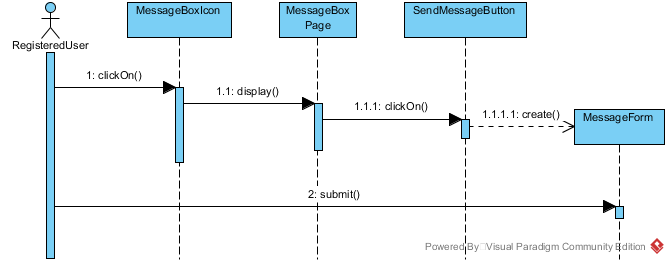 MessageBoxIcon
MessageBox
Page
SendMessageButton
RegisteredUser
1: clickOn()
1.1: display()
1.1.1: clickOn()
1.1.1.1: create()
MessageForm
2: submit()
Powered By Visual Paradigm Community Edition